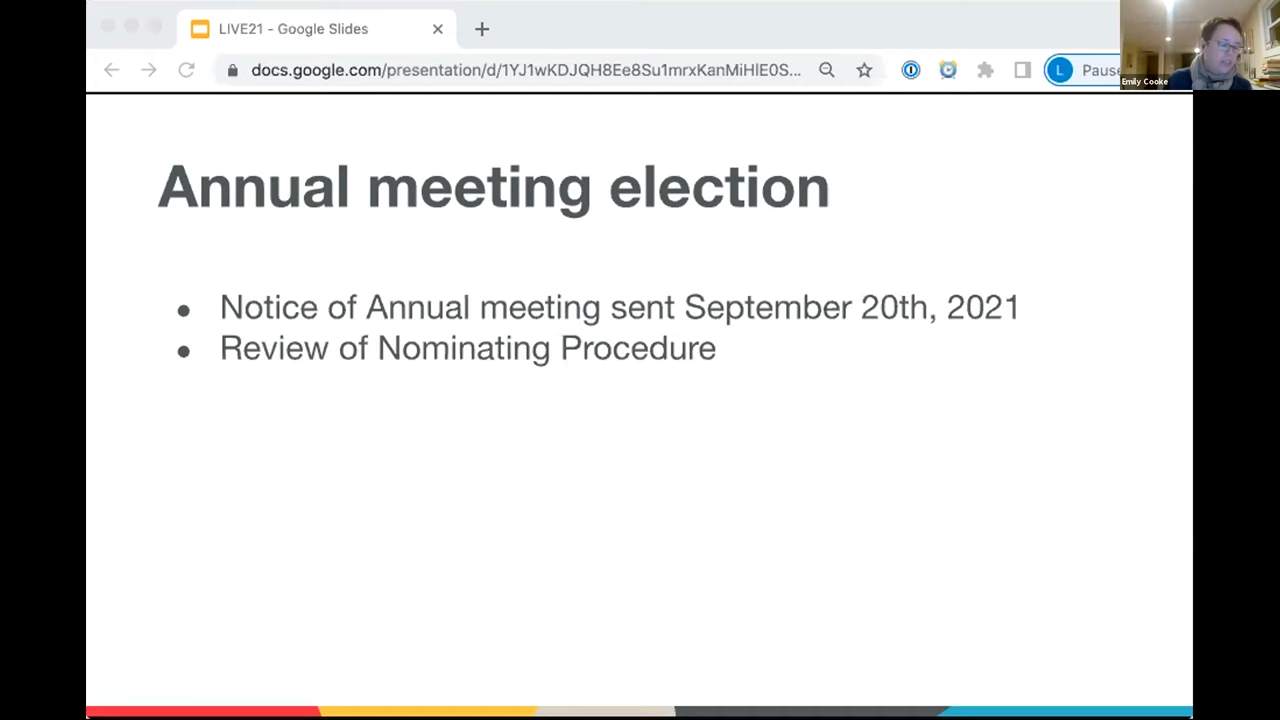 LIVE21 - Google Slides
docs.google.com/presentation/d/1YJ1wKDJQH8Ee8Su1mrxKanMiHlE0S...
L Pause
Emily Cooke
Annual meeting election
● Notice of Annual meeting sent September 20th, 2021
● Review of Nominating Procedure